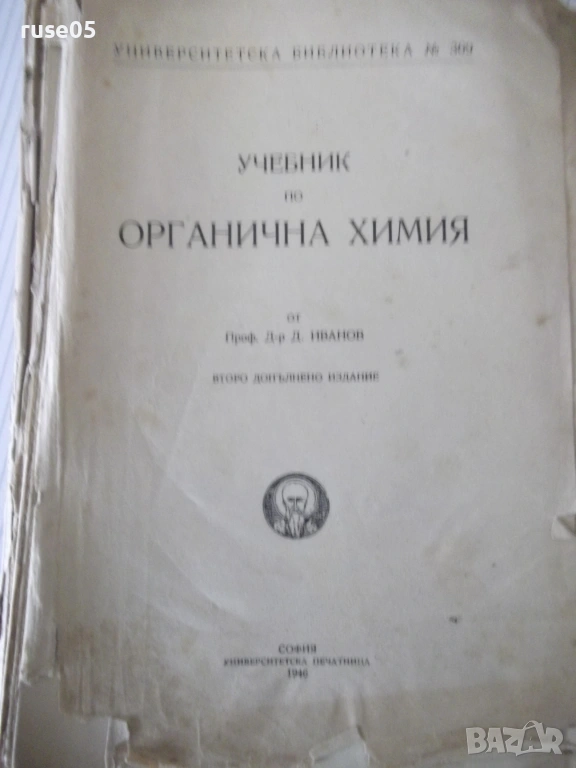 ruse05
УНИВЕРСИТЕТСКА БИБЛИОТЕКА № 309
УЧЕБНИК
ПО
ОРГАНИЧНА ХИМИЯ
ОТ
Проф. Д-р Д. ИВАНОВ
ВТОРО ДОПЪЛНЕНО ИЗДАНИЕ
СОФИЯ
УНИВЕРСИТЕТСКА ПЕЧАТНИЦА
1946
BAZAR